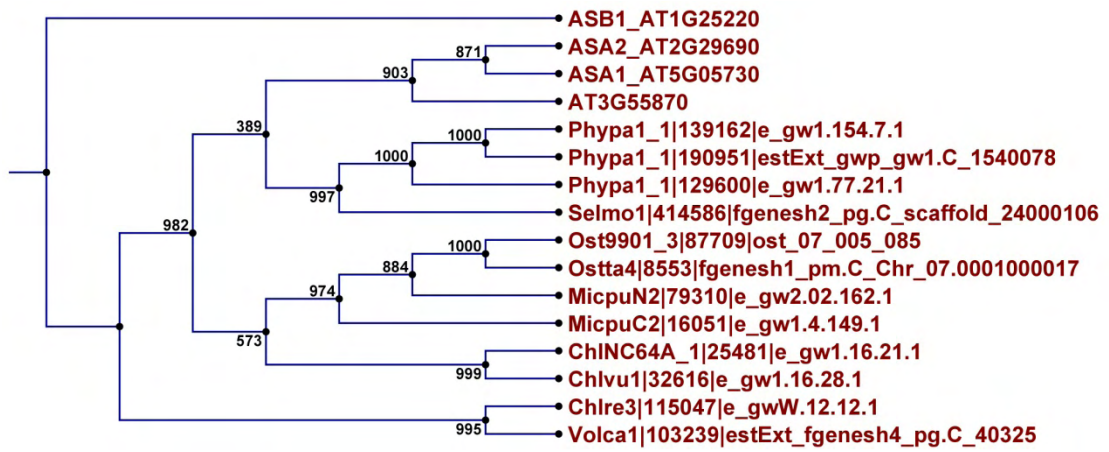 ASB1_AT1G25220
ASA2_AT2G29690
871
ASA1_AT5G05730
903
AT3G55870
389
Phypa1_1|139162|e_gw1.154.7.1
1000
Phypa1_1|190951|estExt_gwp_gw1.C_1540078
1000
Phypa1_1|129600|e_gw1.77.21.1
997
Selmo1|414586|fgenesh2_pg.C_scaffold_24000106
982
Ost9901_3|87709|ost_07_005_085
1000
Ostta4|8553|fgenesh1_pm.C_Chr_07.0001000017
884
MicpuN2|79310|e_gw2.02.162.1
974
MicpuC2|16051|e_gw1.4.149.1
573
ChlNC64A_1|25481|e_gw1.16.21.1
999
Chlvu1|32616|e_gw1.16.28.1
Chlre3|115047|e_gwW.12.12.1
995
Volca1|103239|estExt_fgenesh4_pg.C_40325